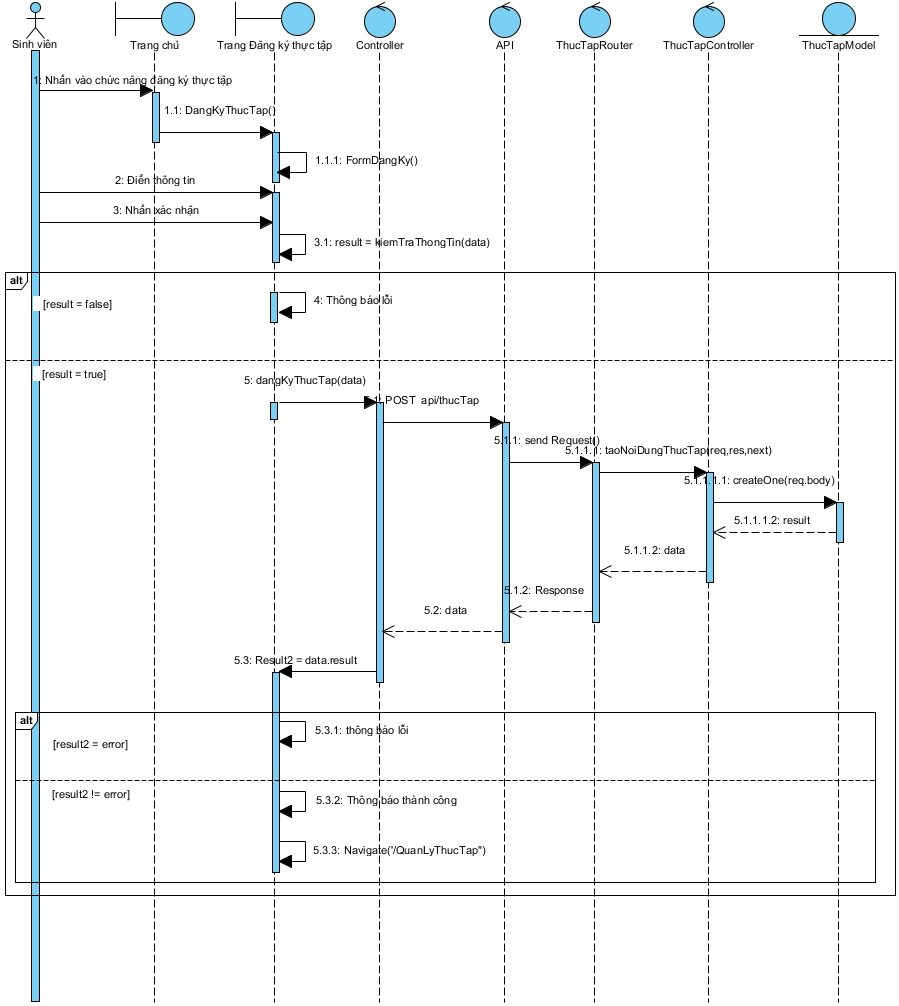 Sinh viên
Trang chủ
Trang Đăng ký thực tập
Controller
API
ThucTapRouter
ThucTapController
ThucTapModel
1: Nhấn vào chức năng đăng ký thực tập
1.1: DangKyThucTap()
1.1.1: FormDangKy()
2: Điền thông tin
3: Nhấn xác nhận
3.1: result = kiemTraThongTin(data)
alt
[result = false]
4: Thông báo lỗi
[result = true]
5: dangKyThucTap(data)
5.1: POST api/thucTap
5.1.1: send Request()
5.1.1.1: taoNoiDungThucTap(req,res,next)
5.1.1.1.1: createOne(req.body)
5.1.1.1.2: result
5.1.1.2: data
5.1.2: Response
5.2: data
5.3: Result2 = data.result
alt
5.3.1: thông báo lỗi
[result2 = error]
[result2 != error]
5.3.2: Thông báo thành công
5.3.3: Navigate("/QuanLyThucTap")